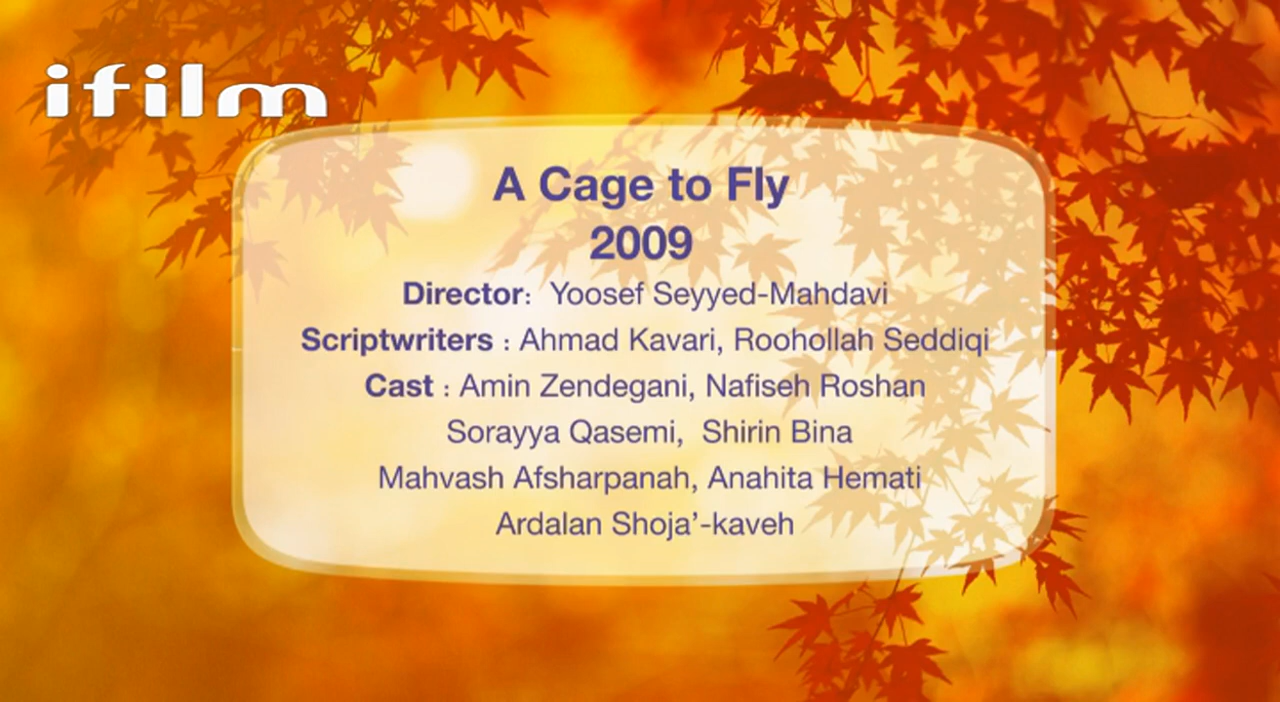 ifilm
A Cage to Fly
2009
Director: Yoosef Seyyed-Mahdavi
Scriptwriters : Ahmad Kavari, Roohollah Seddiqi
Cast : Amin Zendegani, Nafiseh Roshan
Sorayya Qasemi, Shirin Bina
Mahvash Afsharpanah, Anahita Hemati
Ardalan Shoja’-kaveh